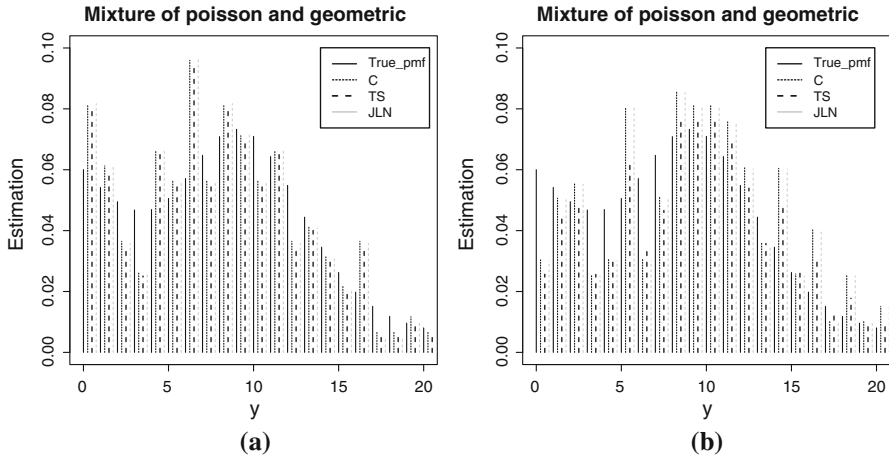 Mixture of poisson and geometric
Estimation
0.00 0.02 0.04 0.06 0.08 0.10
True_pmf
C
TS
JLN
0 5 10 15 20
y
(a)
Mixture of poisson and geometric
Estimation
0.00 0.02 0.04 0.06 0.08 0.10
True_pmf
C
TS
JLN
0 5 10 15 20
y
(b)